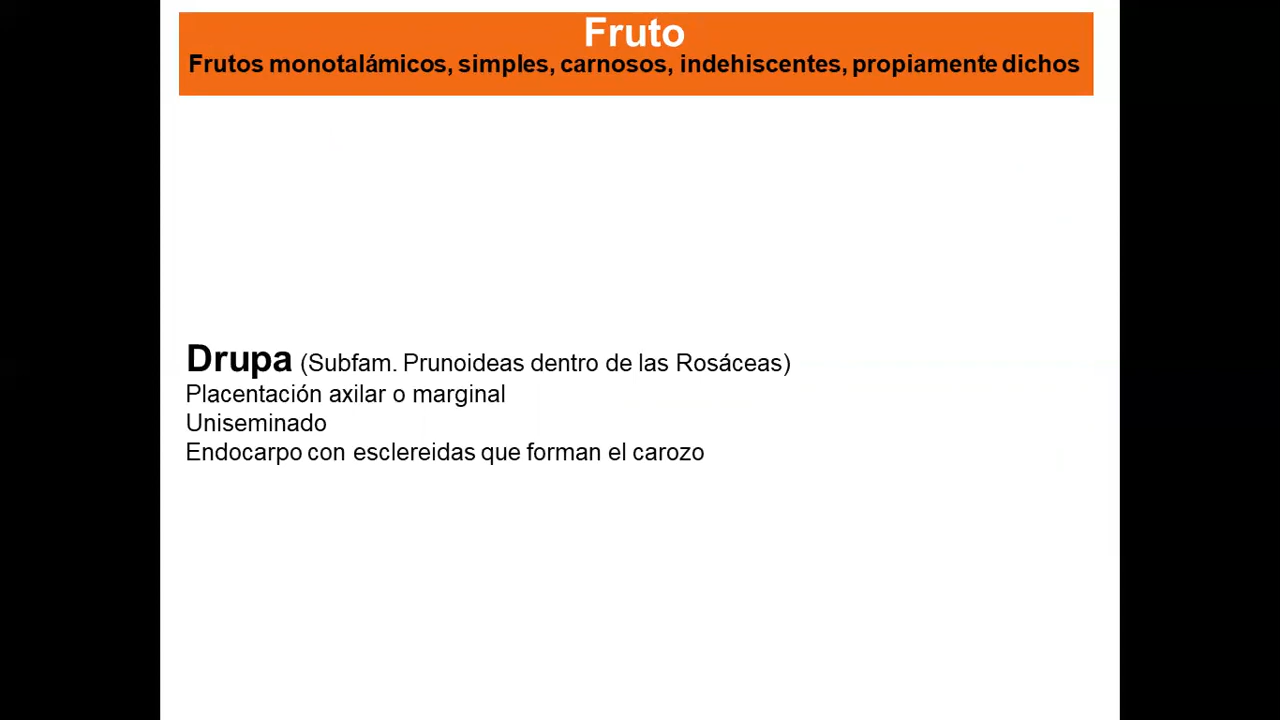 Fruto
Frutos monotalámicos, simples, carnosos, indehiscentes, propiamente dichos
Drupa (Subfam. Prunoideas dentro de las Rosáceas)
Placentación axilar o marginal
Uniseminado
Endocarpo con esclereidas que forman el carozo